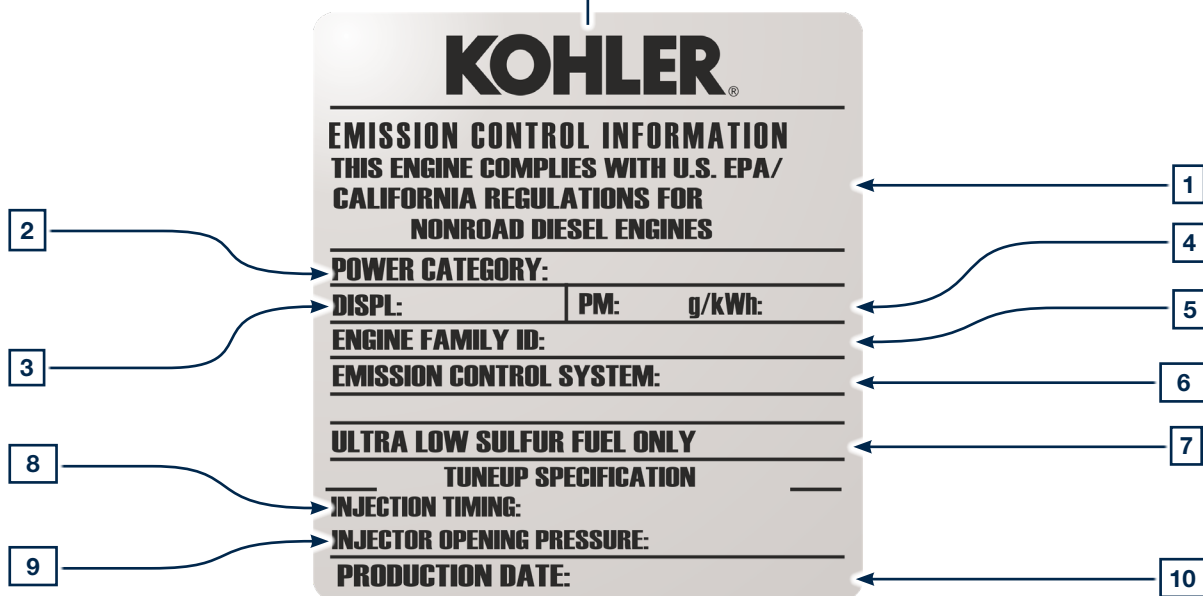 KOHLER®
EMISSION CONTROL INFORMATION
THIS ENGINE COMPLIES WITH U.S. EPA/
CALIFORNIA REGULATIONS FOR
NONROAD DIESEL ENGINES
1
2
POWER CATEGORY:
4
DISPL: PM: g/kWh:
5
ENGINE FAMILY ID:
3
EMISSION CONTROL SYSTEM:
6
ULTRA LOW SULFUR FUEL ONLY
7
8
TUNEUP SPECIFICATION
INJECTION TIMING:
INJECTOR OPENING PRESSURE:
9
PRODUCTION DATE:
10